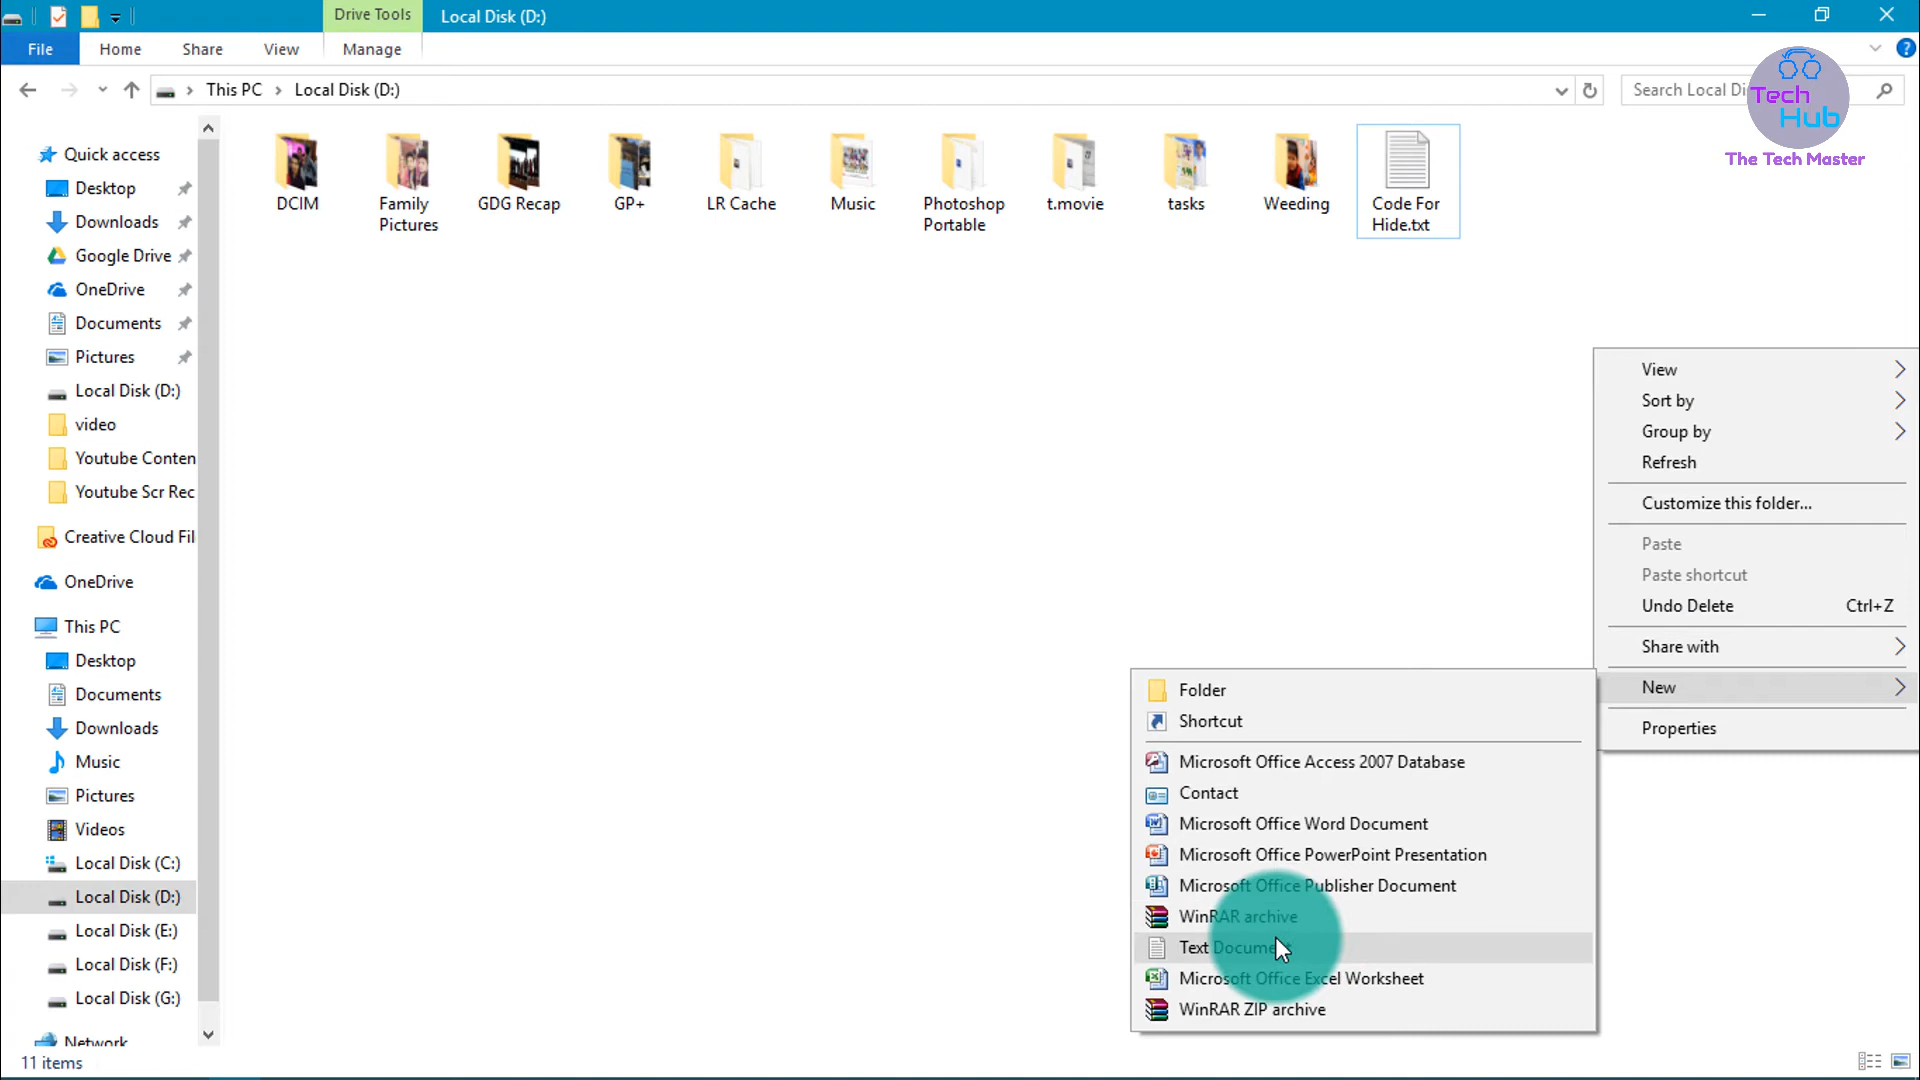 Drive Tools
Local Disk (D:)
File
Home
Share
View
Manage
This PC
Local Disk (D:)
Search Local Di
Tech
Hub
The Tech Master
Quick access
Desktop
Downloads
Google Drive
OneDrive
Documents
Pictures
Local Disk (D:)
video
Youtube Conten
Youtube Scr Rec
Creative Cloud Fil
OneDrive
This PC
Desktop
Documents
Downloads
Music
Pictures
Videos
Local Disk (C:)
Local Disk (D:)
Local Disk (E:)
Local Disk (F:)
Local Disk (G:)
Network
11 items
DCIM
Family
Pictures
GDG Recap
GP+
LR Cache
Music
Photoshop
Portable
t.movie
tasks
Weeding
Code For
Hide.txt
View
Sort by
Group by
Refresh
Customize this folder...
Paste
Paste shortcut
Undo Delete Ctrl+Z
Share with
New
Properties
Folder
Shortcut
Microsoft Office Access 2007 Database
Contact
Microsoft Office Word Document
Microsoft Office PowerPoint Presentation
Microsoft Office Publisher Document
WinRAR archive
Text Document
Microsoft Office Excel Worksheet
WinRAR ZIP archive